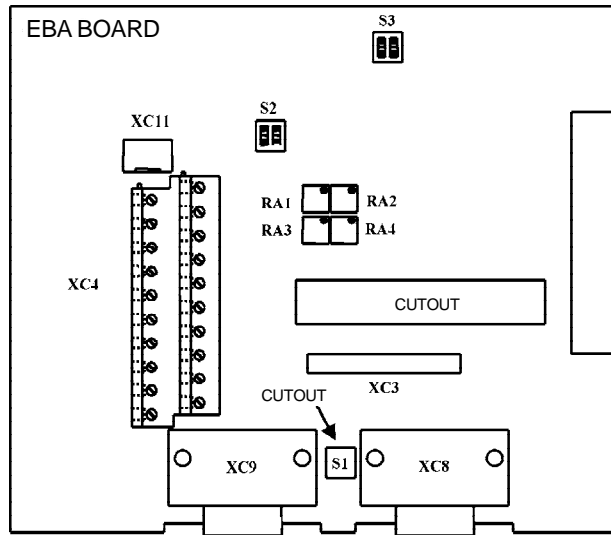 EBA BOARD
S3
S2
XC11
RA1
RA2
RA3
RA4
XC4
CUTOUT
XC3
CUTOUT
S1
XC9
XC8